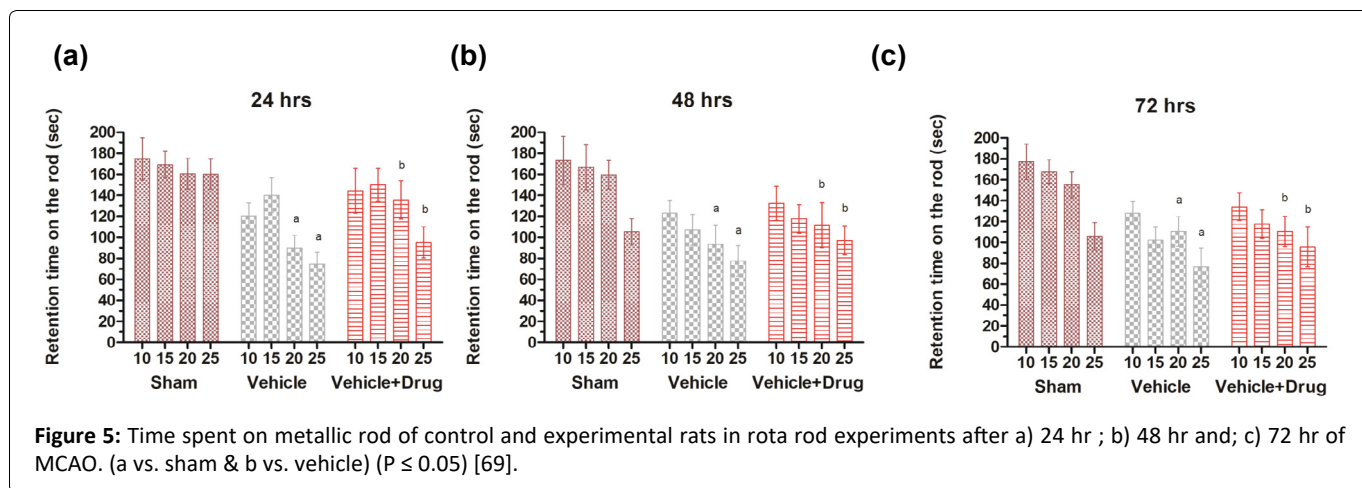 (a)
(b)
(c)
24 hrs
48 hrs
72 hrs
Retention time on the rod (sec)
200
180
160
140
120
100
80
60
40
20
0
a
a
b
b
10 15 20 25 10 15 20 25 10 15 20 25
Sham Vehicle Vehicle+Drug
Retention time on the rod (sec)
200
180
160
140
120
100
80
60
40
20
0
a
a
b
b
10 15 20 25 10 15 20 25 10 15 20 25
Sham Vehicle Vehicle+Drug
Retention time on the rod (sec)
200
180
160
140
120
100
80
60
40
20
0
a
a
b
b
10 15 20 25 10 15 20 25 10 15 20 25
Sham Vehicle Vehicle+Drug
Figure 5: Time spent on metallic rod of control and experimental rats in rota rod experiments after a) 24 hr ; b) 48 hr and; c) 72 hr of
MCAO. (a vs. sham & b vs. vehicle) (P ≤ 0.05) [69].